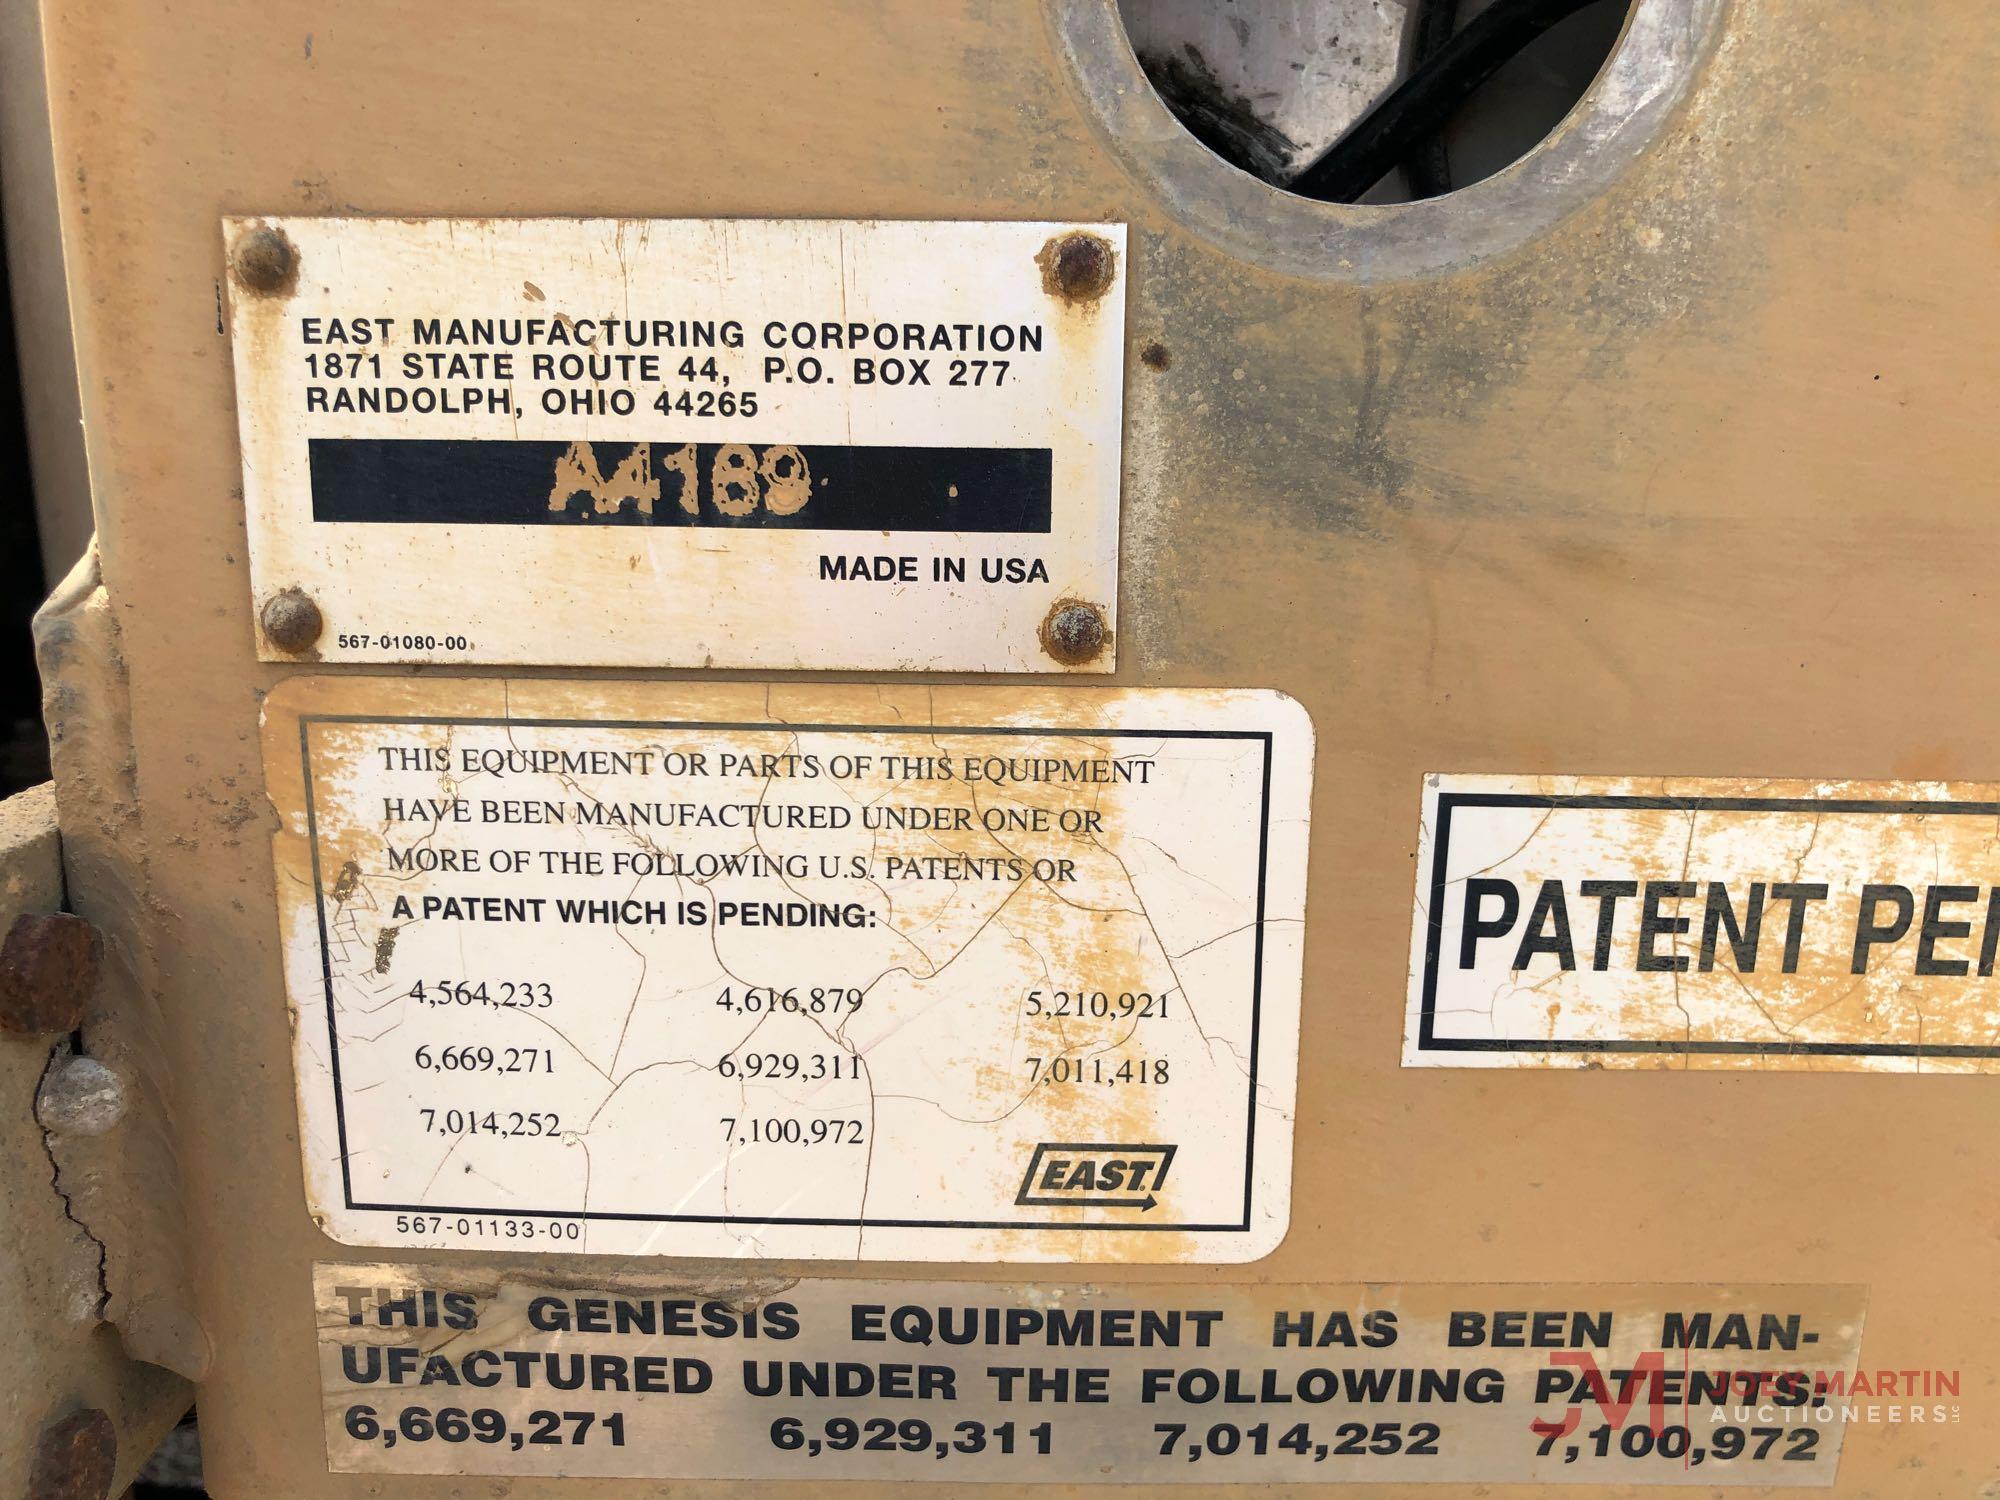 EAST MANUFACTURING CORPORATION
1871 STATE ROUTE 44, P.O. BOX 277
RANDOLPH, OHIO 44265
A4189
MADE IN USA
567-01080-00
THIS EQUIPMENT OR PARTS OF THIS EQUIPMENT
HAVE BEEN MANUFACTURED UNDER ONE OR
MORE OF THE FOLLOWING U.S. PATENTS OR
A PATENT WHICH IS PENDING:
4,564,233 4,616,879 5,210,921
6,669,271 6,929,311 7,011,418
7,014,252 7,100,972
EAST
567-01133-00
PATENT PE
THIS GENESIS EQUIPMENT HAS BEEN MAN-
UFACTURED UNDER THE FOLLOWING PATENTS:
6,669,271 6,929,311 7,014,252 7,100,972
JM
JOEY MARTIN
AUCTIONEERS LLC